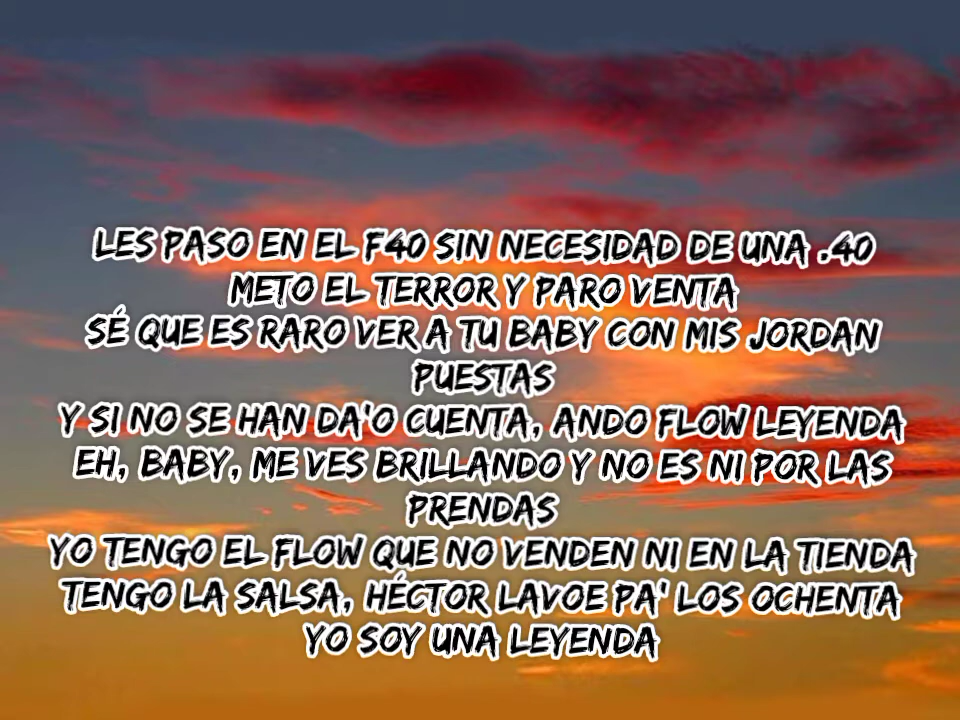 LES PASO EN EL F40 SIN NECESIDAD DE UNA .40
METO EL TERROR Y PARO VENTA
SÉ QUE ES RARO VER A TU BABY CON MIS JORDAN
PUESTAS
Y SI NO SE HAN DA'O CUENTA, ANDO FLOW LEYENDA
EH, BABY, ME VES BRILLANDO Y NO ES NI POR LAS
PRENDAS
YO TENGO EL FLOW QUE NO VENDEN NI EN LA TIENDA
TENGO LA SALSA, HÉCTOR LAVOE PA' LOS OCHENTA
YO SOY UNA LEYENDA